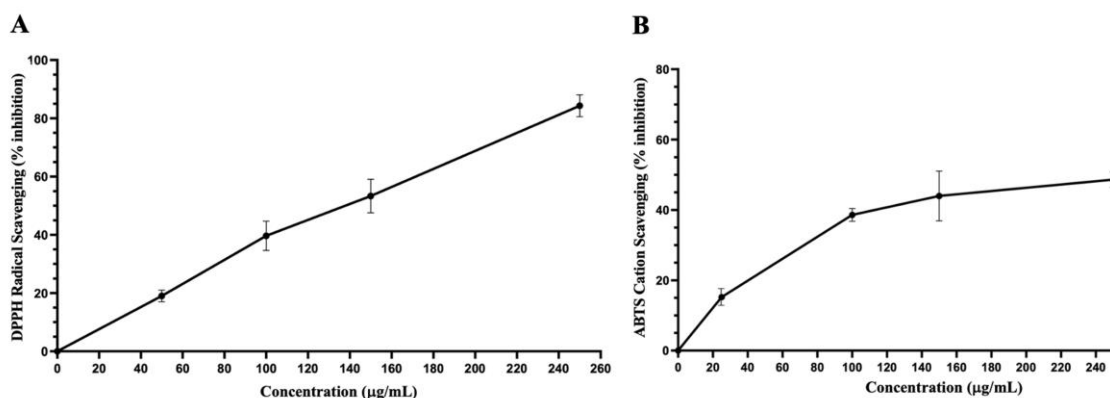 A
DPPH Radical Scavenging (% inhibition)
100
80
60
40
20
0
0 20 40 60 80 100 120 140 160 180 200 220 240 260
Concentration (μg/mL)
B
ABTS Cation Scavenging (% inhibition)
80
60
40
20
0
0 20 40 60 80 100 120 140 160 180 200 220 240
Concentration (μg/mL)